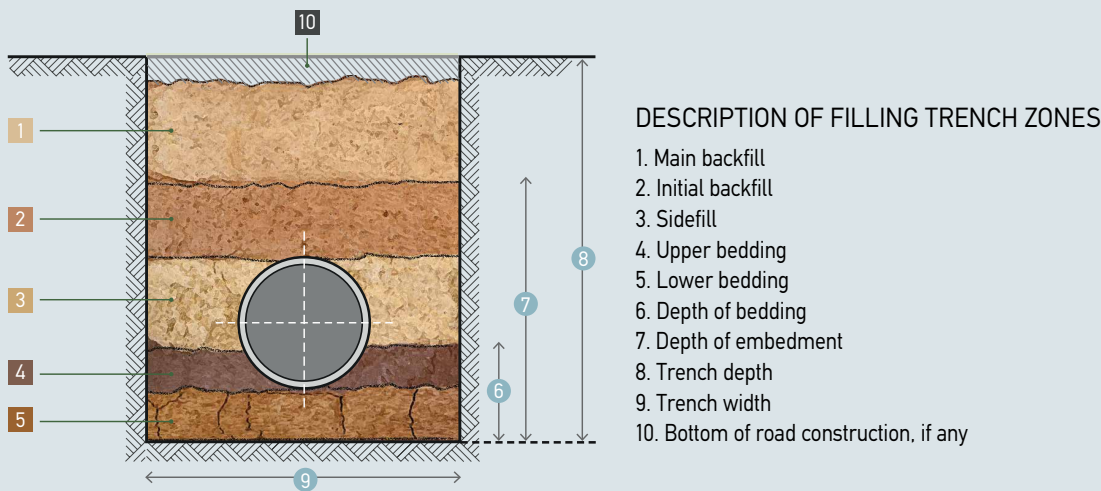 10
1
2
3
4
5
6
7
8
9
DESCRIPTION OF FILLING TRENCH ZONES
1. Main backfill
2. Initial backfill
3. Sidefill
4. Upper bedding
5. Lower bedding
6. Depth of bedding
7. Depth of embedment
8. Trench depth
9. Trench width
10. Bottom of road construction, if any